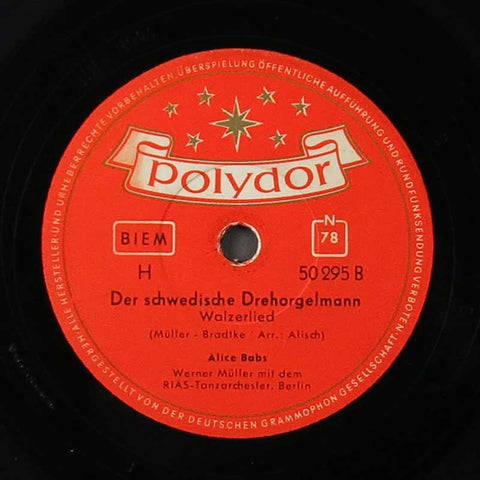 polydor
BIEM
N
78
H
50 295 B
Der schwedische Drehorgelmann
Walzerlied
(Müller - Bradtke / Arr.: Alisch)
Alice Babs
Werner Müller mit dem
RIAS-Tanzorchester, Berlin
ALLE HERSTELLER- UND URHEBERRECHTE VORBEHALTEN · ÜBERSPIELUNG ÖFFENTLICHE AUFFÜHRUNG UND RUNDFUNKSENDUNG VERBOTEN
HERGESTELLT VON DER DEUTSCHEN GRAMMOPHON GESELLSCHAFT